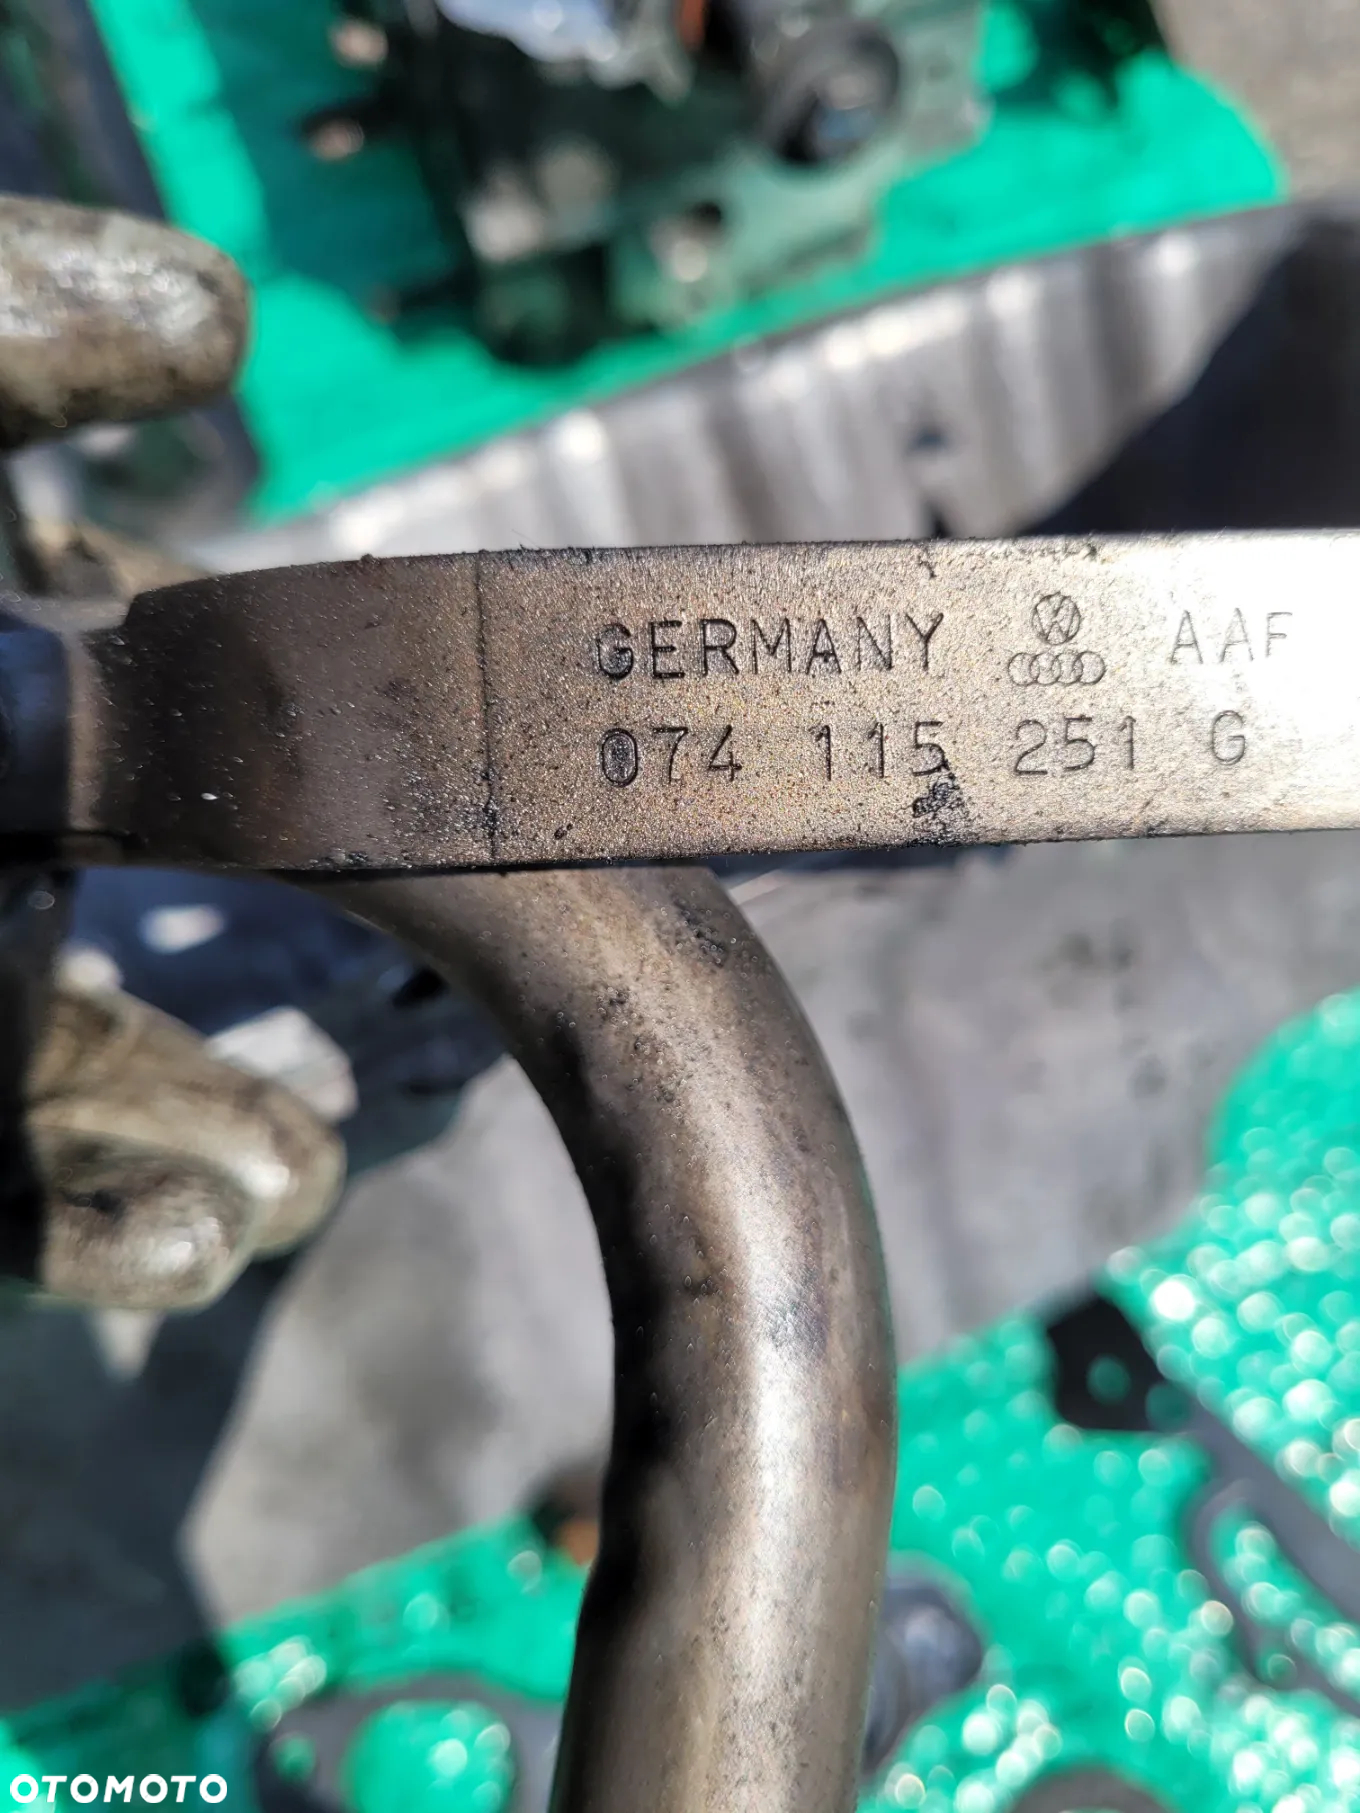 GERMANY AAF
074 115 251 G
OTOMOTO